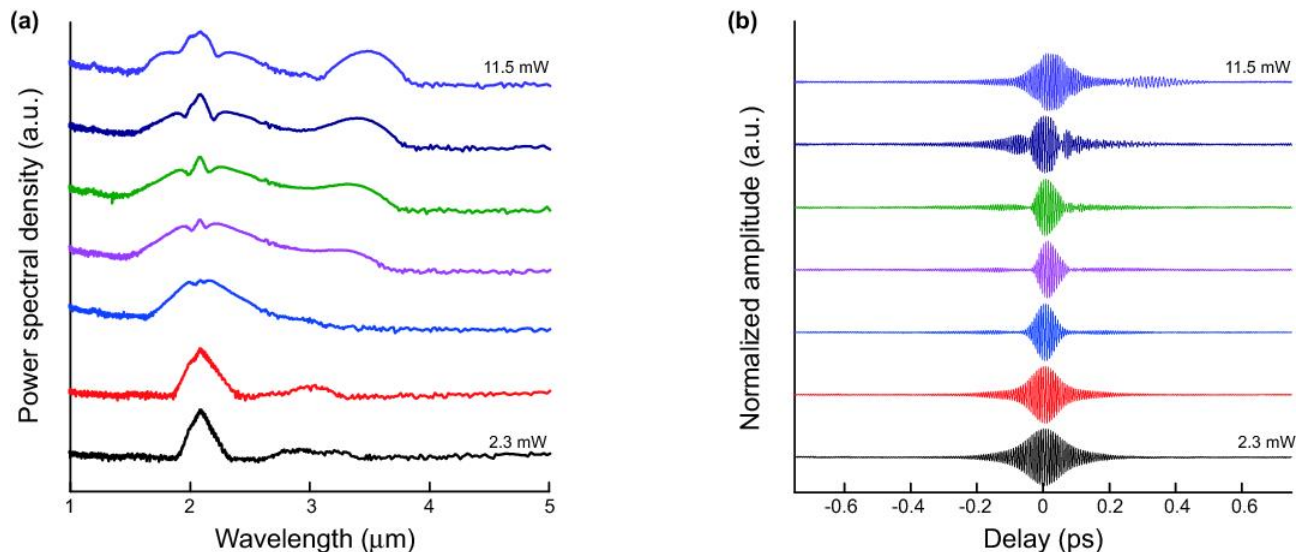 (a)
Power spectral density (a.u.)
11.5 mW
2.3 mW
1 2 3 4 5
Wavelength (μm)
(b)
Normalized amplitude (a.u.)
11.5 mW
2.3 mW
-0.6 -0.4 -0.2 0 0.2 0.4 0.6
Delay (ps)